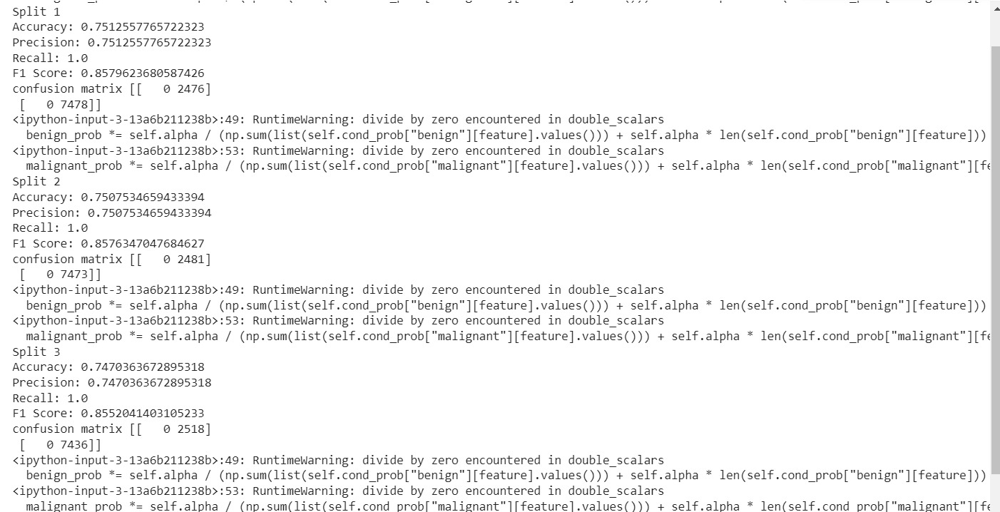 Split 1
Accuracy: 0.7512557765722323
Precision: 0.7512557765722323
Recall: 1.0
F1 Score: 0.8579623680587426
confusion matrix [[   0 2476]
 [   0 7478]]
<ipython-input-3-13a6b211238b>:49: RuntimeWarning: divide by zero encountered in double_scalars
  benign_prob *= self.alpha / (np.sum(list(self.cond_prob["benign"][feature].values())) + self.alpha * len(self.cond_prob["benign"][feature]))
<ipython-input-3-13a6b211238b>:53: RuntimeWarning: divide by zero encountered in double_scalars
  malignant_prob *= self.alpha / (np.sum(list(self.cond_prob["malignant"][feature].values())) + self.alpha * len(self.cond_prob["malignant"][fe
Split 2
Accuracy: 0.7507534659433394
Precision: 0.7507534659433394
Recall: 1.0
F1 Score: 0.8576347047684627
confusion matrix [[   0 2481]
 [   0 7473]]
<ipython-input-3-13a6b211238b>:49: RuntimeWarning: divide by zero encountered in double_scalars
  benign_prob *= self.alpha / (np.sum(list(self.cond_prob["benign"][feature].values())) + self.alpha * len(self.cond_prob["benign"][feature]))
<ipython-input-3-13a6b211238b>:53: RuntimeWarning: divide by zero encountered in double_scalars
  malignant_prob *= self.alpha / (np.sum(list(self.cond_prob["malignant"][feature].values())) + self.alpha * len(self.cond_prob["malignant"][fe
Split 3
Accuracy: 0.7470363672895318
Precision: 0.7470363672895318
Recall: 1.0
F1 Score: 0.8552041403105233
confusion matrix [[   0 2518]
 [   0 7436]]
<ipython-input-3-13a6b211238b>:49: RuntimeWarning: divide by zero encountered in double_scalars
  benign_prob *= self.alpha / (np.sum(list(self.cond_prob["benign"][feature].values())) + self.alpha * len(self.cond_prob["benign"][feature]))
<ipython-input-3-13a6b211238b>:53: RuntimeWarning: divide by zero encountered in double_scalars
  malignant_prob *= self.alpha / (np.sum(list(self.cond_prob["malignant"][feature].values())) + self.alpha * len(self.cond_prob["malignant"][fe